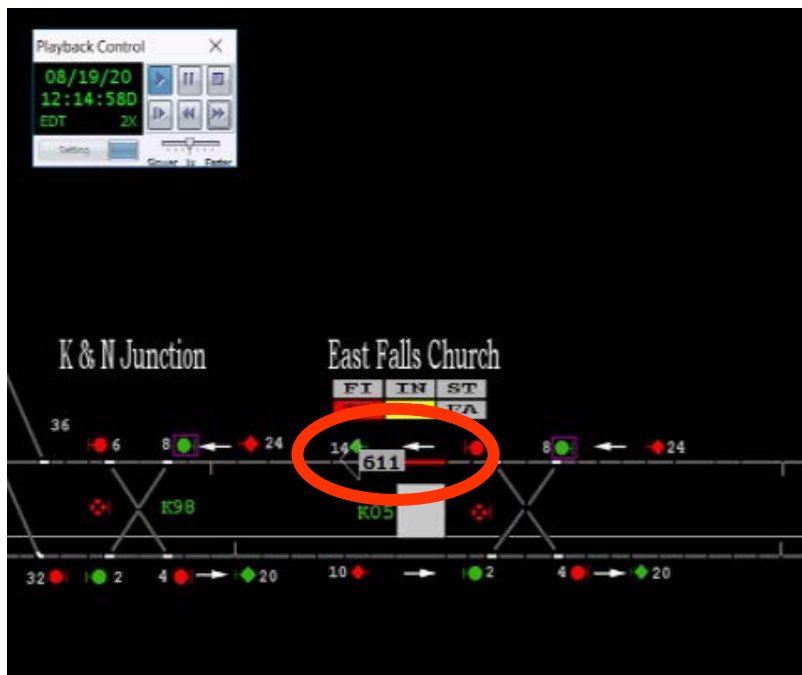 Playback Control
08/19/20
12:14:58D
EDT 2X
Setting
Slower 1x Faster
K & N Junction
East Falls Church
FI IN ST
FA
36
6 8 24
14 8 24
611
K98
K05
32 2 4 20
10 2 4 20